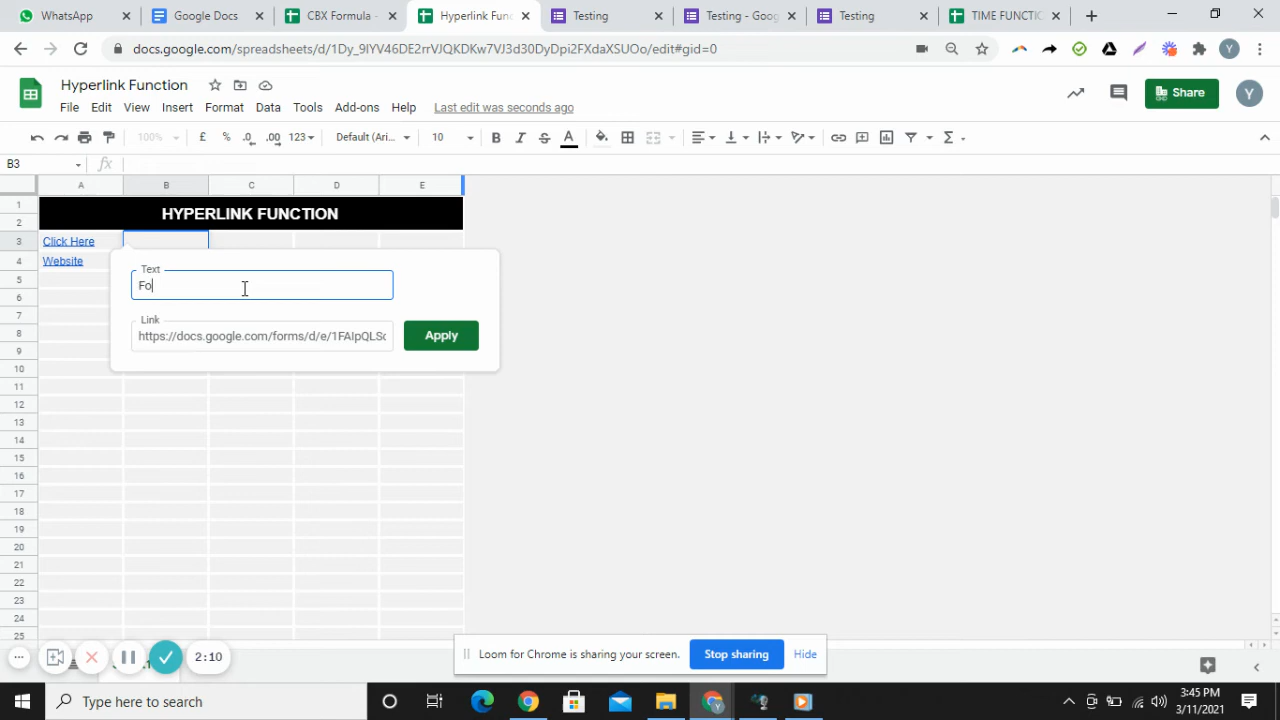 WhatsApp
Google Docs
CBX Formula -
Hyperlink Fun
Testing
Testing - Goog
Testing
TIME FUNCTIC
docs.google.com/spreadsheets/d/1Dy_9IYV46DE2rrVJQKDKw7VJ3d30DyDpi2FXdaXSUOo/edit#gid=0
Y
Hyperlink Function
Share
Y
File Edit View Insert Format Data Tools Add-ons Help Last edit was seconds ago
100% £ % .0 .00 123 Default (Ari... 10 B I S A Σ
B3 fx
A B C D E
1 HYPERLINK FUNCTION
2
3 Click Here
4 Website
5
6
7
8
9
10
11
12
13
14
15
16
17
18
19
20
21
22
23
24
25
Text
Fo
Link
https://docs.google.com/forms/d/e/1FAIpQLSc
Apply
2:10
Loom for Chrome is sharing your screen. Stop sharing Hide
Type here to search
Y
3:45 PM
3/11/2021